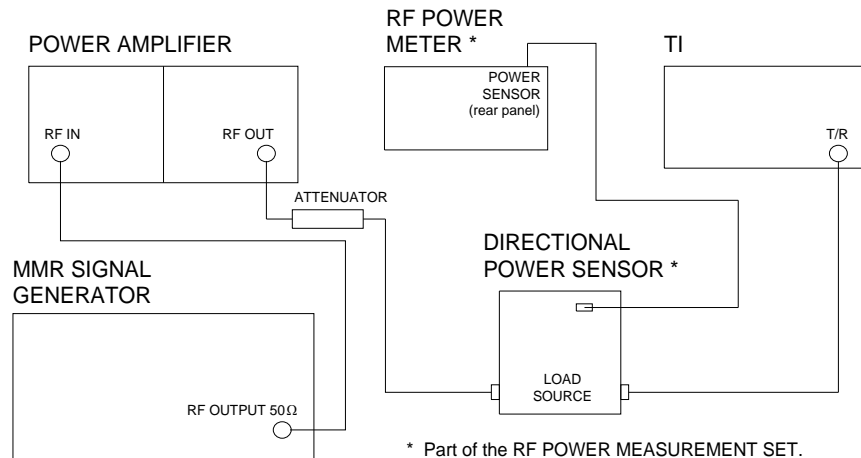 POWER AMPLIFIER
RF IN
RF OUT
ATTENUATOR
RF POWER
METER *
POWER
SENSOR
(rear panel)
TI
T/R
MMR SIGNAL
GENERATOR
RF OUTPUT 50Ω
DIRECTIONAL
POWER SENSOR *
LOAD
SOURCE
* Part of the RF POWER MEASUREMENT SET.